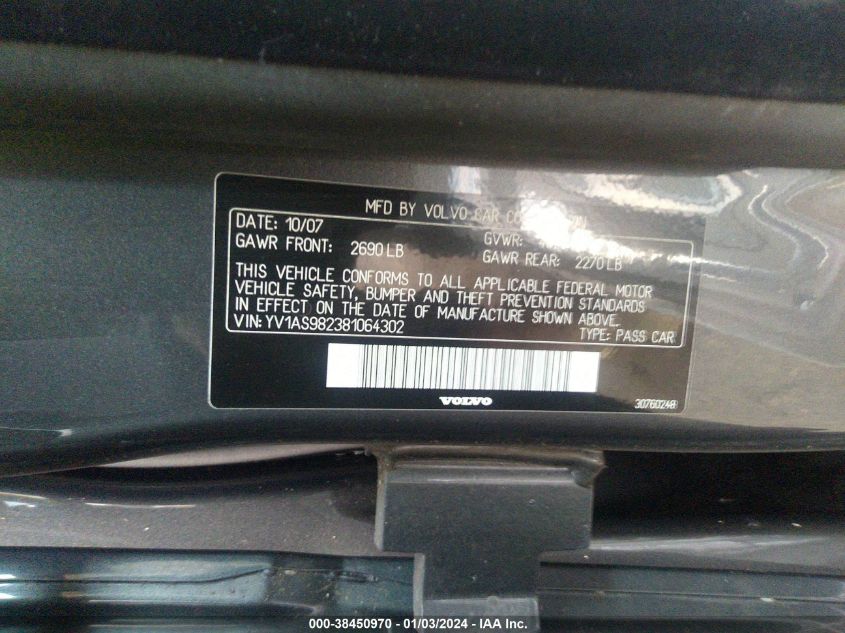 MFD BY VOLVO CAR
DATE: 10/07 GVWR:
GAWR FRONT: 2690 LB GAWR REAR: 2270 LB
THIS VEHICLE CONFORMS TO ALL APPLICABLE FEDERAL MOTOR
VEHICLE SAFETY, BUMPER AND THEFT PREVENTION STANDARDS
IN EFFECT ON THE DATE OF MANUFACTURE SHOWN ABOVE.
VIN: YV1AS982381064302 TYPE: PASS CAR
VOLVO 30760248
000-38450970 - 01/03/2024 - IAA Inc.